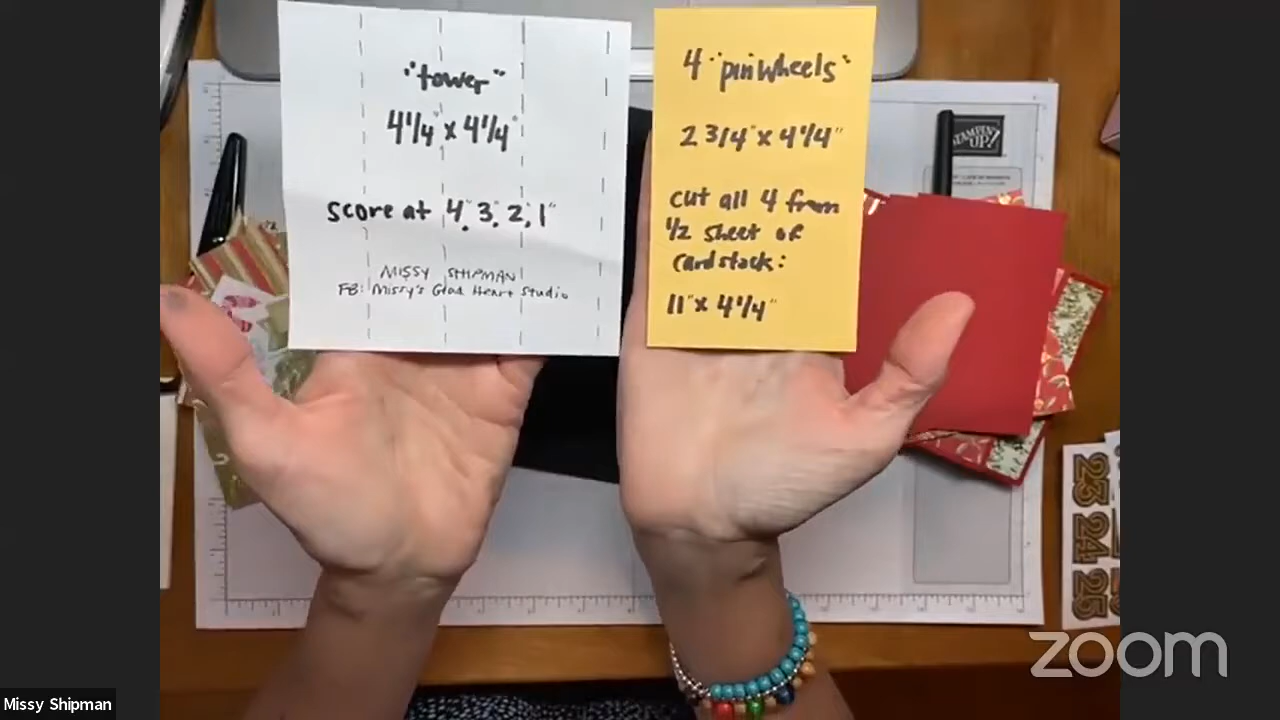 "tower"
4 1/4" x 4 1/4"
score at 4", 3", 2", 1"
MISSY SHIPMAN
FB: Missy's Glad Heart Studio
4 "pinwheels"
2 3/4" x 4 1/4"
cut all 4 from
1/2 sheet of
cardstack:
11" x 4 1/4"
STAMPIN'
UP!
23
24
25
zoom
Missy Shipman